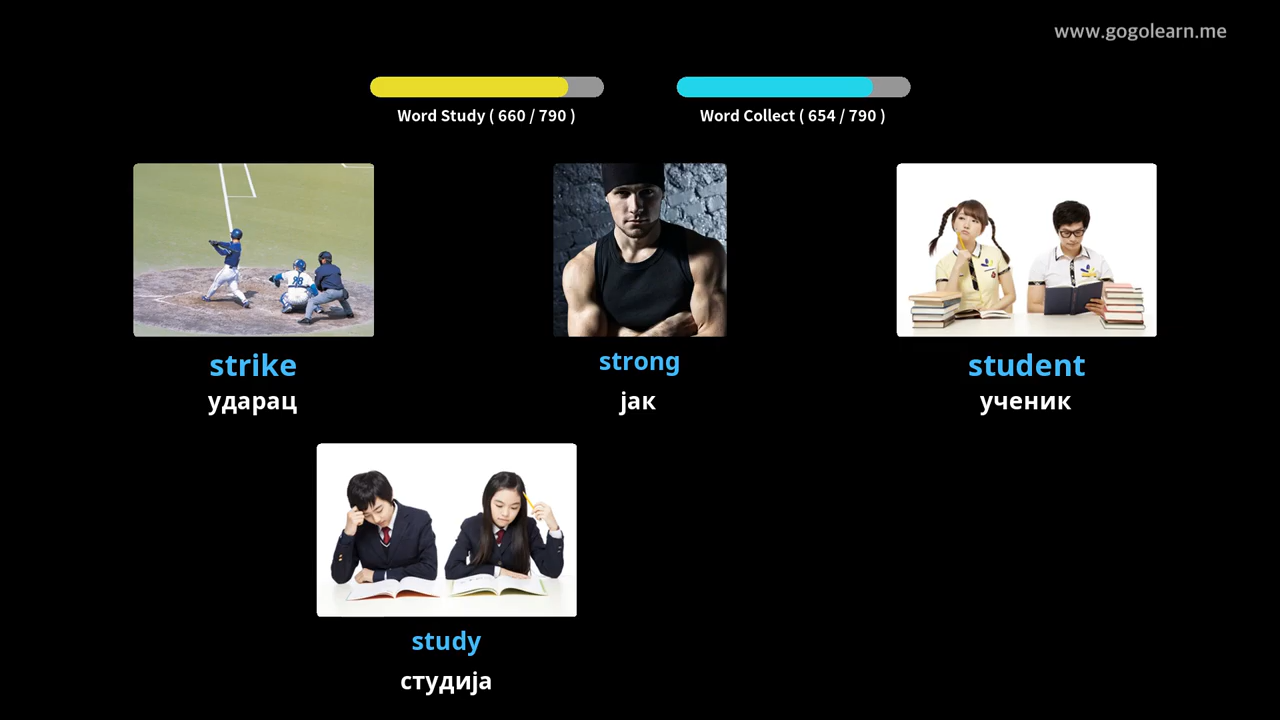 www.gogolearn.me
Word Study ( 660 / 790 )
Word Collect ( 654 / 790 )
strike
ударац
strong
јак
student
ученик
study
студија